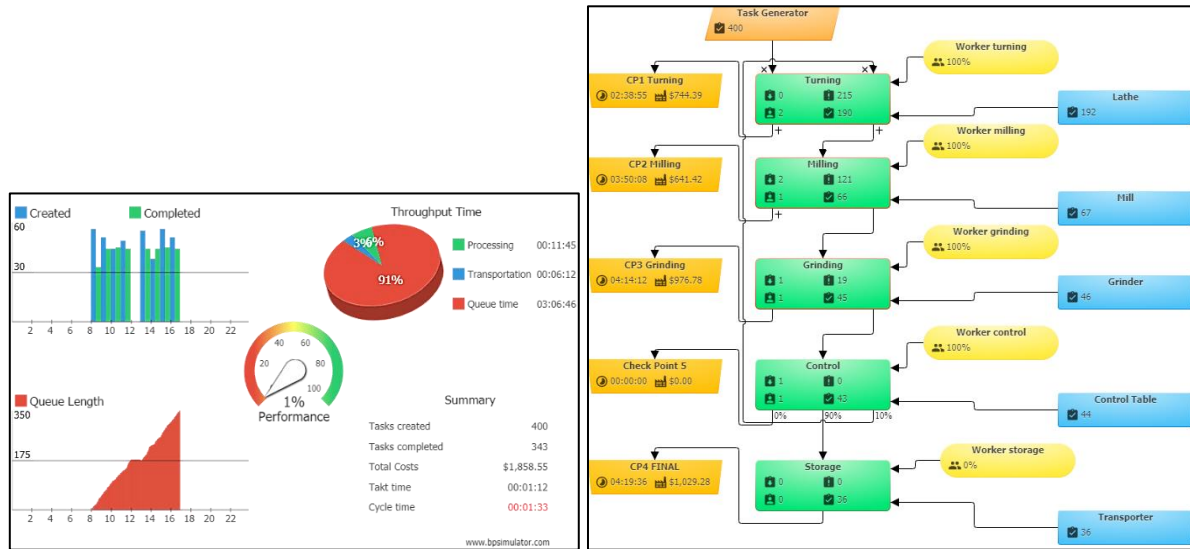 Created
Completed
60
30
2 4 6 8 10 12 14 16 18 20 22
Throughput Time
3%
6%
91%
Processing 00:11:45
Transportation 00:06:12
Queue time 03:06:46
20 40 60 80 100
1%
Performance
Queue Length
350
175
2 4 6 8 10 12 14 16 18 20 22
Summary
Tasks created 400
Tasks completed 343
Total Costs $1,858.55
Takt time 00:01:12
Cycle time 00:01:33
www.bpsimulator.com
Task Generator
400
CP1 Turning
02:38:55 $744.39
Turning
0 215
2 190
Worker turning
100%
Lathe
192
CP2 Milling
03:50:08 $641.42
Milling
2 121
1 66
Worker milling
100%
Mill
67
CP3 Grinding
04:14:12 $976.78
Grinding
1 19
1 45
Worker grinding
100%
Grinder
46
Check Point 5
00:00:00 $0.00
Control
1 0
1 43
0% 90% 10%
Worker control
100%
Control Table
44
CP4 FINAL
04:19:36 $1,029.28
Storage
0 0
0 36
Worker storage
0%
Transporter
36